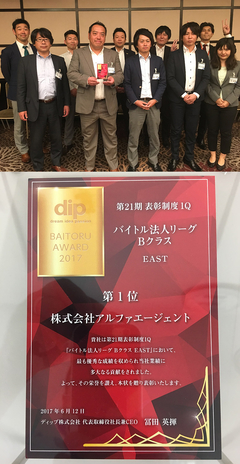 dip
BAITORU
AWARD
2017
第21期 表彰制度 1Q
バイトル法人リーグ
Bクラス
EAST
第1位
株式会社アルファエージェント
貴社は第21期表彰制度1Q
『バイトル法人リーグ Bクラス EAST』において、
最も優秀な成績を収められ当社業績に
多大なる貢献をされました。
よって、その栄誉を讃え、本状を贈り表彰いたします。
2017年6月12日
ディップ株式会社 代表取締役社長兼CEO 冨田 英揮